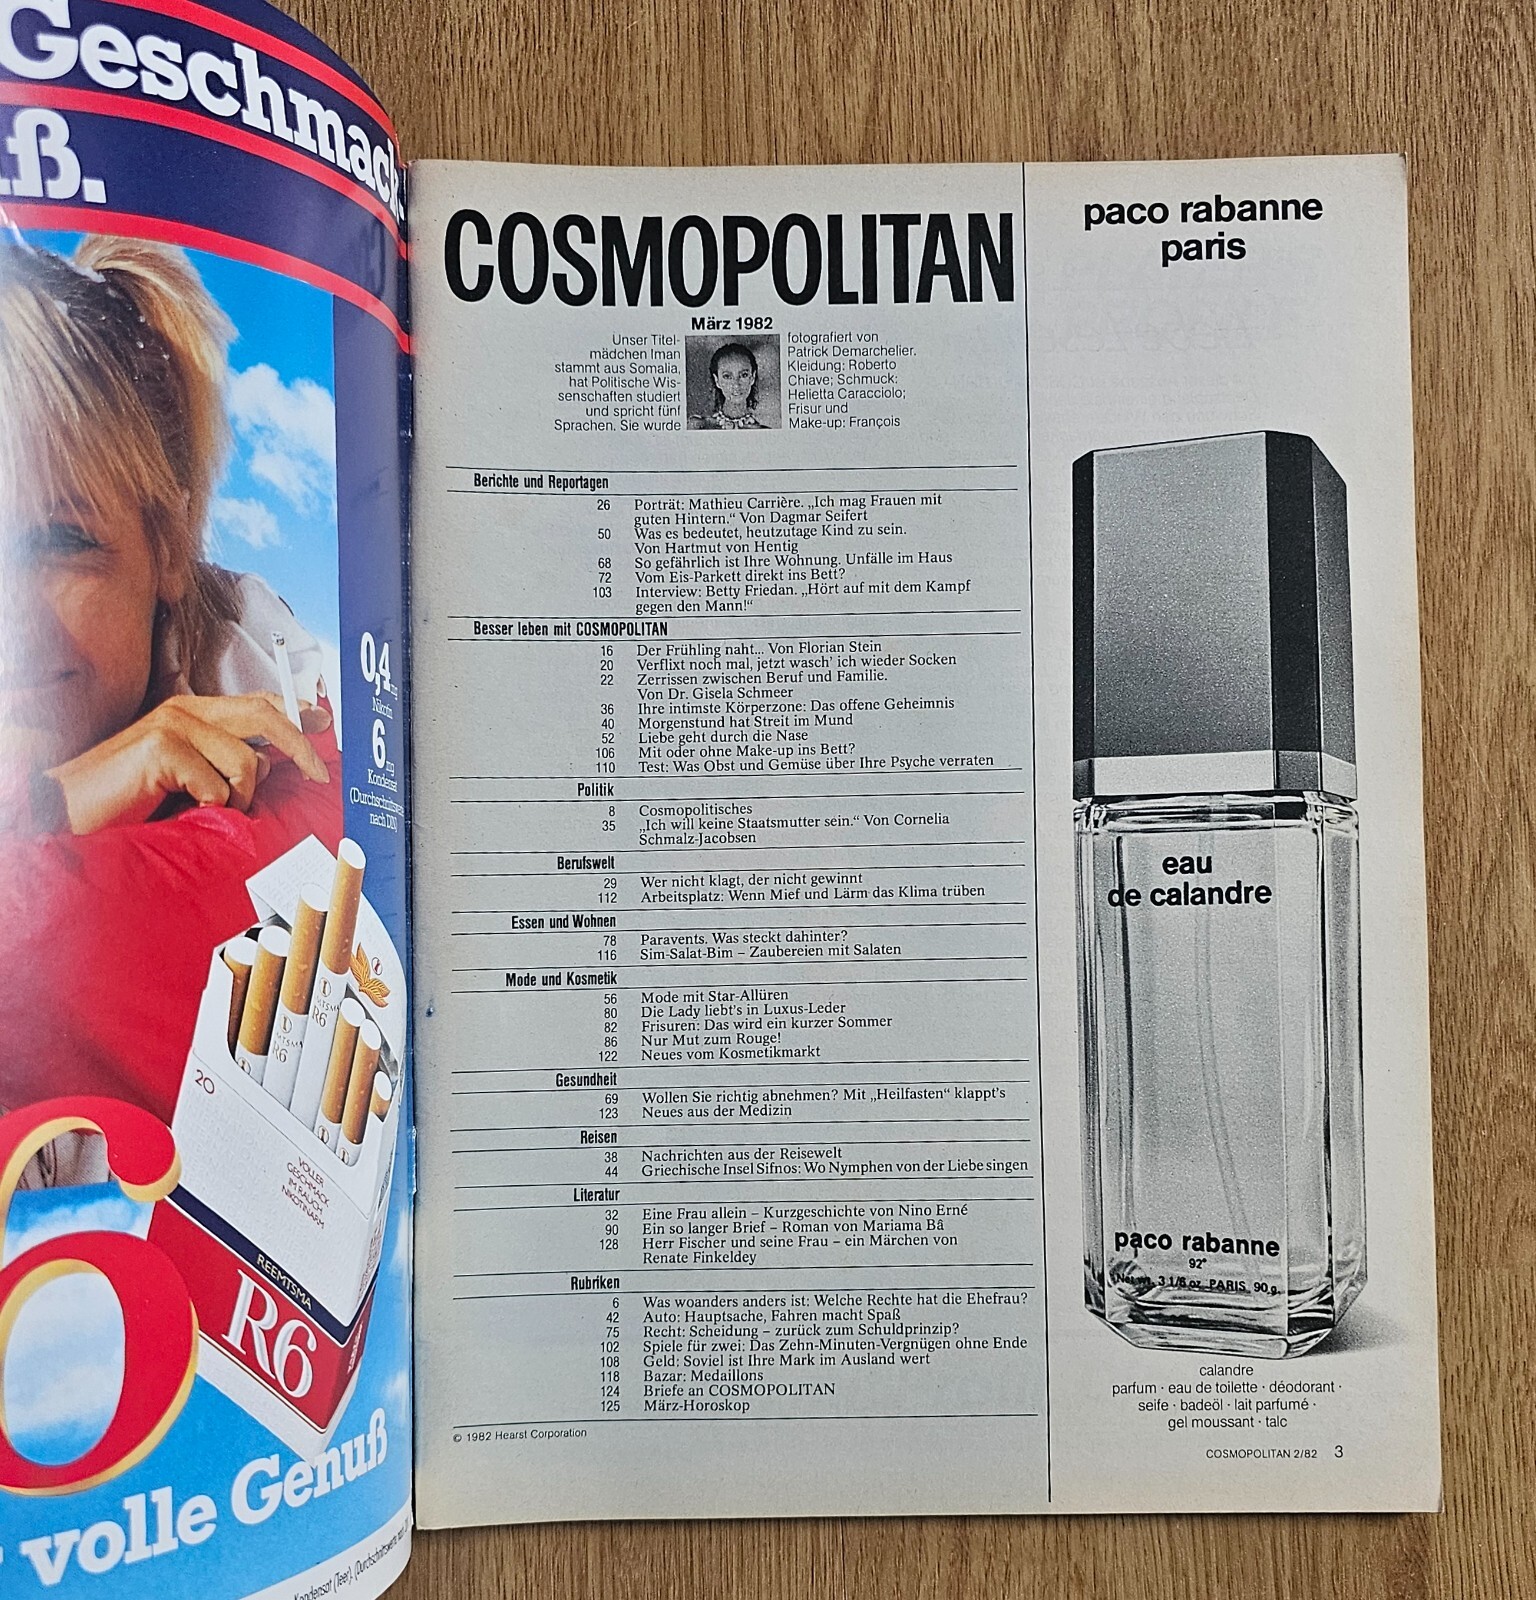 Geschmack-
ß.
0,4 mg
Nikotin
6 mg
Kondensat
(Durchschnittswerte
nach DIN)
20
R6
R6
VOLLER
GESCHMACK
IM RAUCH
NIKOTINARM
REEMTSMA
R6
6
volle Genuß
Kondensat (Teer). (Durchschnittswerte nach
COSMOPOLITAN
März 1982
Unser Titel-
mädchen Iman
stammt aus Somalia,
hat Politische Wis-
senschaften studiert
und spricht fünf
Sprachen. Sie wurde
fotografiert von
Patrick Demarchelier.
Kleidung: Roberto
Chiave; Schmuck:
Helietta Caracciolo;
Frisur und
Make-up: François
Berichte und Reportagen
26 Porträt: Mathieu Carrière. „Ich mag Frauen mit
guten Hintern.“ Von Dagmar Seifert
50 Was es bedeutet, heutzutage Kind zu sein.
Von Hartmut von Hentig
68 So gefährlich ist Ihre Wohnung. Unfälle im Haus
72 Vom Eis-Parkett direkt ins Bett?
103 Interview: Betty Friedan. „Hört auf mit dem Kampf
gegen den Mann!“
Besser leben mit COSMOPOLITAN
16 Der Frühling naht... Von Florian Stein
20 Verflixt noch mal, jetzt wasch' ich wieder Socken
22 Zerrissen zwischen Beruf und Familie.
Von Dr. Gisela Schmeer
36 Ihre intimste Körperzone: Das offene Geheimnis
40 Morgenstund hat Streit im Mund
52 Liebe geht durch die Nase
106 Mit oder ohne Make-up ins Bett?
110 Test: Was Obst und Gemüse über Ihre Psyche verraten
Politik
8 Cosmopolitisches
35 „Ich will keine Staatsmutter sein.“ Von Cornelia
Schmalz-Jacobsen
Berufswelt
29 Wer nicht klagt, der nicht gewinnt
112 Arbeitsplatz: Wenn Mief und Lärm das Klima trüben
Essen und Wohnen
78 Paravents. Was steckt dahinter?
116 Sim-Salat-Bim – Zaubereien mit Salaten
Mode und Kosmetik
56 Mode mit Star-Allüren
80 Die Lady liebt's in Luxus-Leder
82 Frisuren: Das wird ein kurzer Sommer
86 Nur Mut zum Rouge!
122 Neues vom Kosmetikmarkt
Gesundheit
69 Wollen Sie richtig abnehmen? Mit „Heilfasten“ klappt's
123 Neues aus der Medizin
Reisen
38 Nachrichten aus der Reisewelt
44 Griechische Insel Sifnos: Wo Nymphen von der Liebe singen
Literatur
32 Eine Frau allein – Kurzgeschichte von Nino Erné
90 Ein so langer Brief – Roman von Mariama Bâ
128 Herr Fischer und seine Frau – ein Märchen von
Renate Finkeldey
Rubriken
6 Was woanders anders ist: Welche Rechte hat die Ehefrau?
42 Auto: Hauptsache, Fahren macht Spaß
75 Recht: Scheidung – zurück zum Schuldprinzip?
102 Spiele für zwei: Das Zehn-Minuten-Vergnügen ohne Ende
108 Geld: Soviel ist Ihre Mark im Ausland wert
118 Bazar: Medaillons
124 Briefe an COSMOPOLITAN
125 März-Horoskop
© 1982 Hearst Corporation
paco rabanne
paris
eau
de calandre
paco rabanne
92°
Net wt. 3 1/6 oz. PARIS 90 g.
calandre
parfum · eau de toilette · déodorant ·
seife · badeöl · lait parfumé ·
gel moussant · talc
COSMOPOLITAN 2/82 3